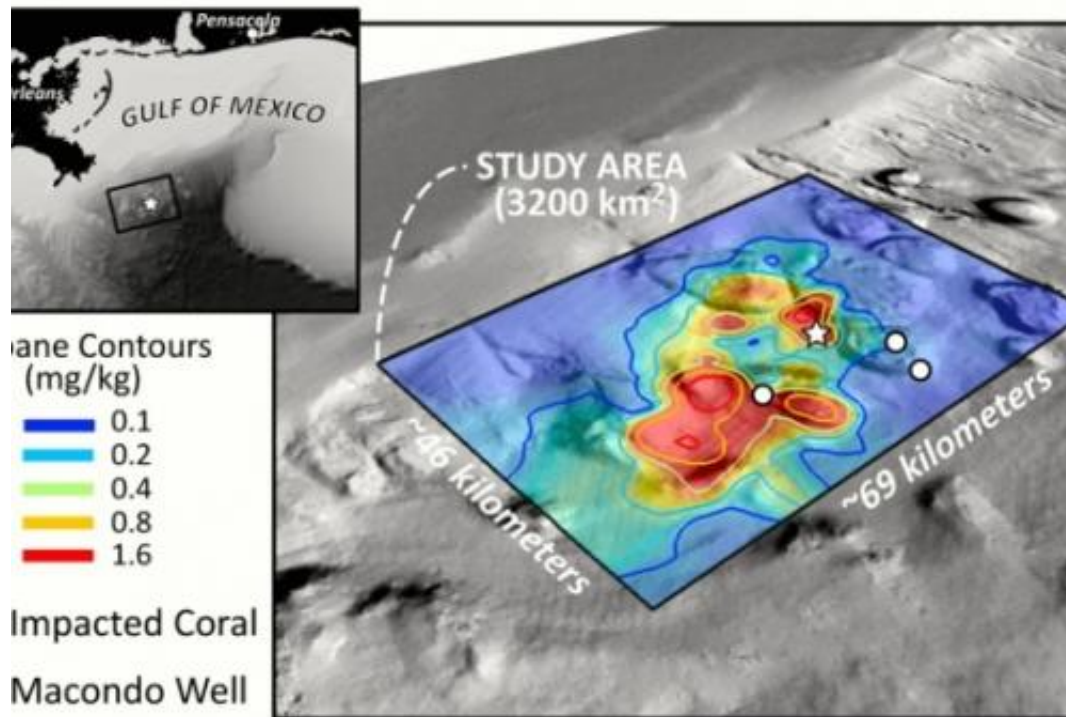 Pensacola
rleans
GULF OF MEXICO
STUDY AREA
(3200 km²)
~46 kilometers
~69 kilometers
pane Contours
(mg/kg)
0.1
0.2
0.4
0.8
1.6
Impacted Coral
Macondo Well